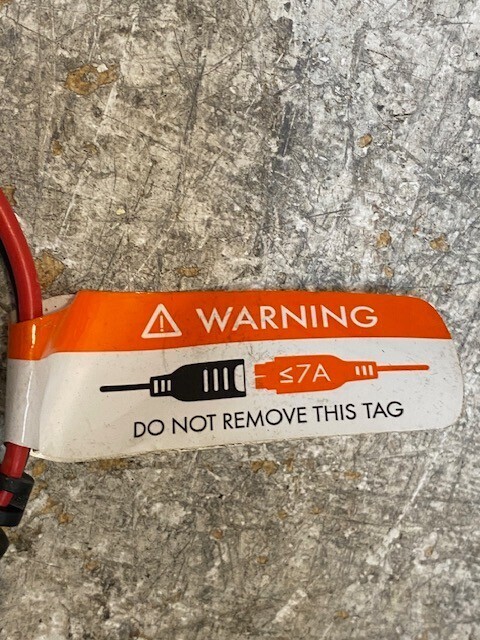 WARNING
≤7A
DO NOT REMOVE THIS TAG